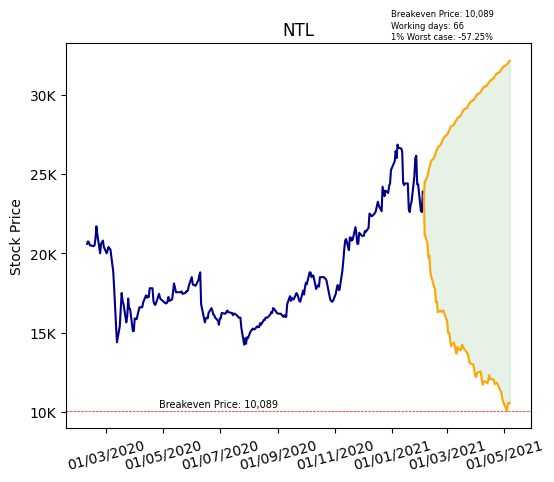 Breakeven Price: 10,089
Working days: 66
1% Worst case: -57.25%
NTL
Stock Price
30K
25K
20K
15K
10K
Breakeven Price: 10,089
01/03/2020
01/05/2020
01/07/2020
01/09/2020
01/11/2020
01/01/2021
01/03/2021
01/05/2021